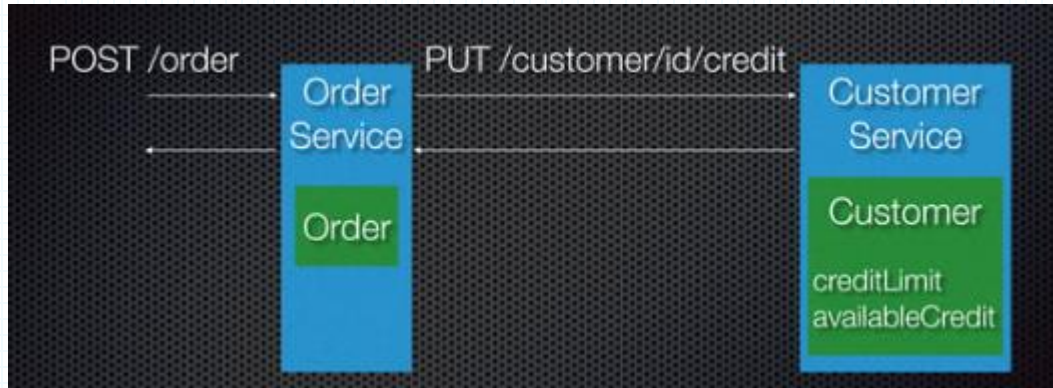 POST /order
PUT /customer/id/credit
Order
Service
Order
Customer
Service
Customer
creditLimit
availableCredit